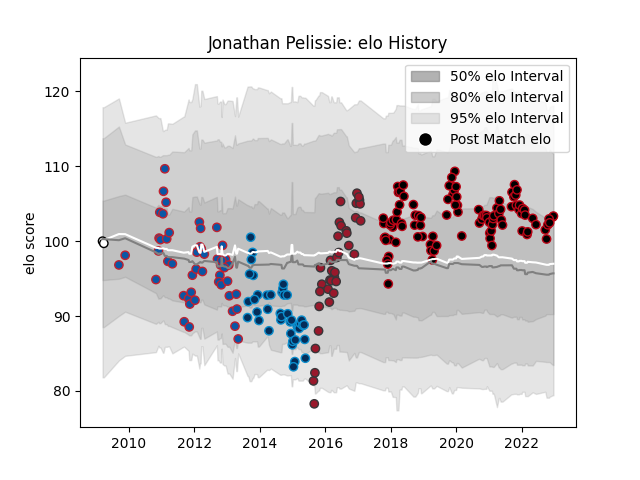 Jonathan Pelissie: elo History
50% elo Interval
80% elo Interval
95% elo Interval
Post Match elo
elo score
120
110
100
90
80
2010 2012 2014 2016 2018 2020 2022